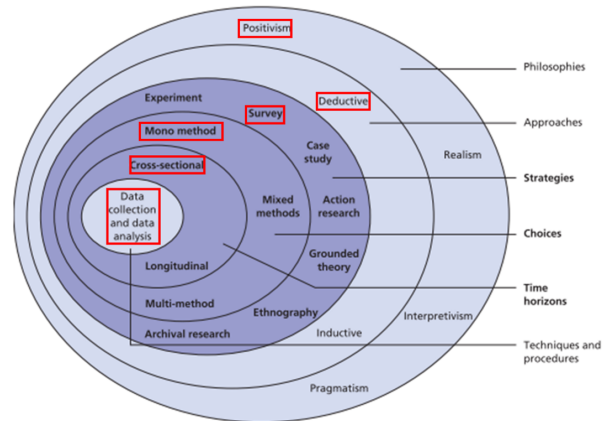 Positivism
Philosophies
Experiment
Deductive
Survey
Approaches
Mono method
Case
study
Realism
Cross-sectional
Strategies
Data
collection
and data
analysis
Mixed
methods
Action
research
Choices
Grounded
theory
Longitudinal
Time
horizons
Multi-method
Ethnography
Interpretivism
Archival research
Inductive
Techniques and
procedures
Pragmatism